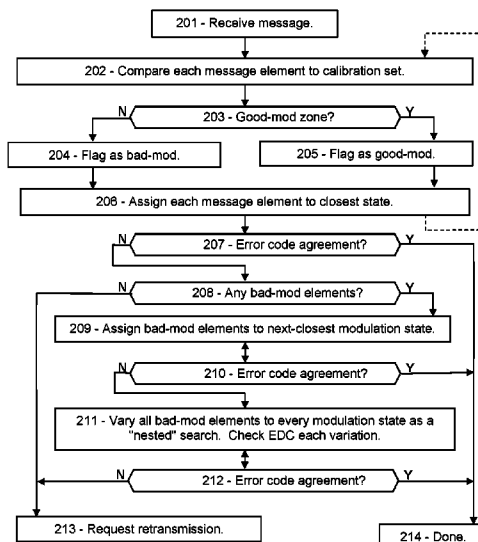 201 - Receive message.
202 - Compare each message element to calibration set.
N
203 - Good-mod zone?
Y
204 - Flag as bad-mod.
205 - Flag as good-mod.
206 - Assign each message element to closest state.
N
207 - Error code agreement?
Y
N
208 - Any bad-mod elements?
Y
209 - Assign bad-mod elements to next-closest modulation state.
N
210 - Error code agreement?
Y
211 - Vary all bad-mod elements to every modulation state as a
"nested" search. Check EDC each variation.
N
212 - Error code agreement?
Y
213 - Request retransmission.
214 - Done.